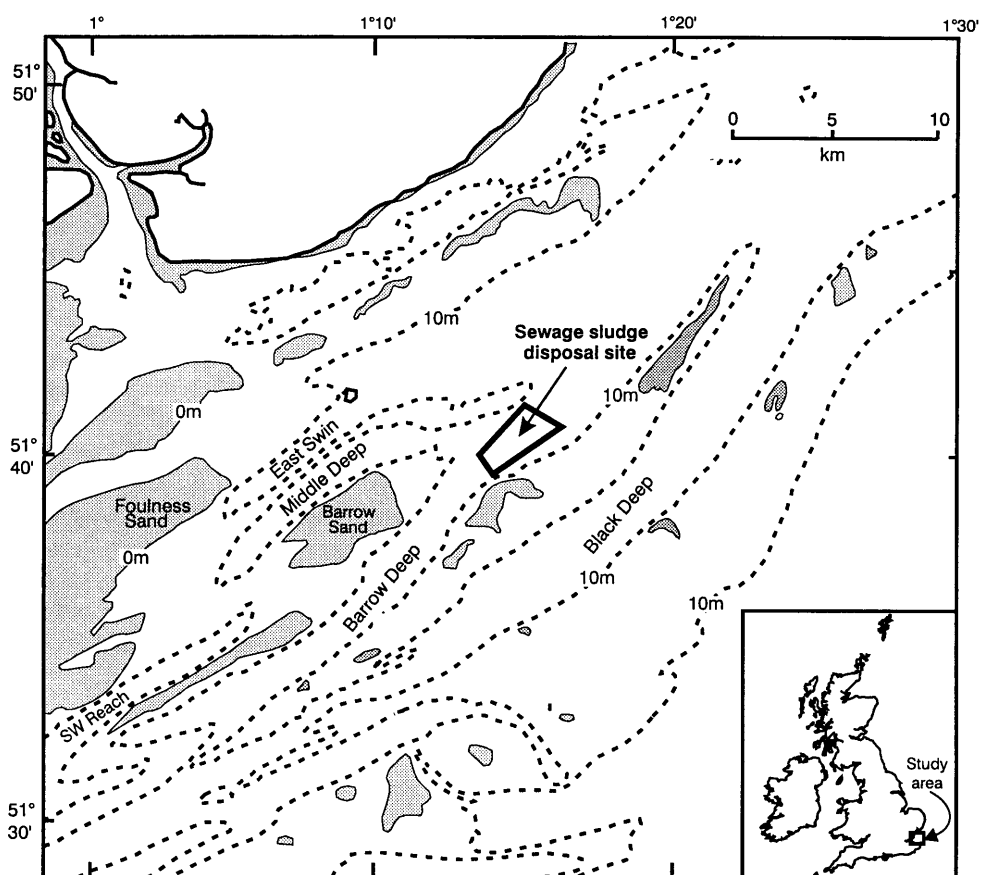 1°
1°10'
1°20'
1°30'
51°
50'
0
5
10
km
10m
Sewage sludge
disposal site
10m
0m
51°
40'
East Swin
Middle Deep
Foulness
Sand
Barrow
Sand
0m
Black Deep
Barrow Deep
10m
10m
SW Reach
Study
area
51°
30'